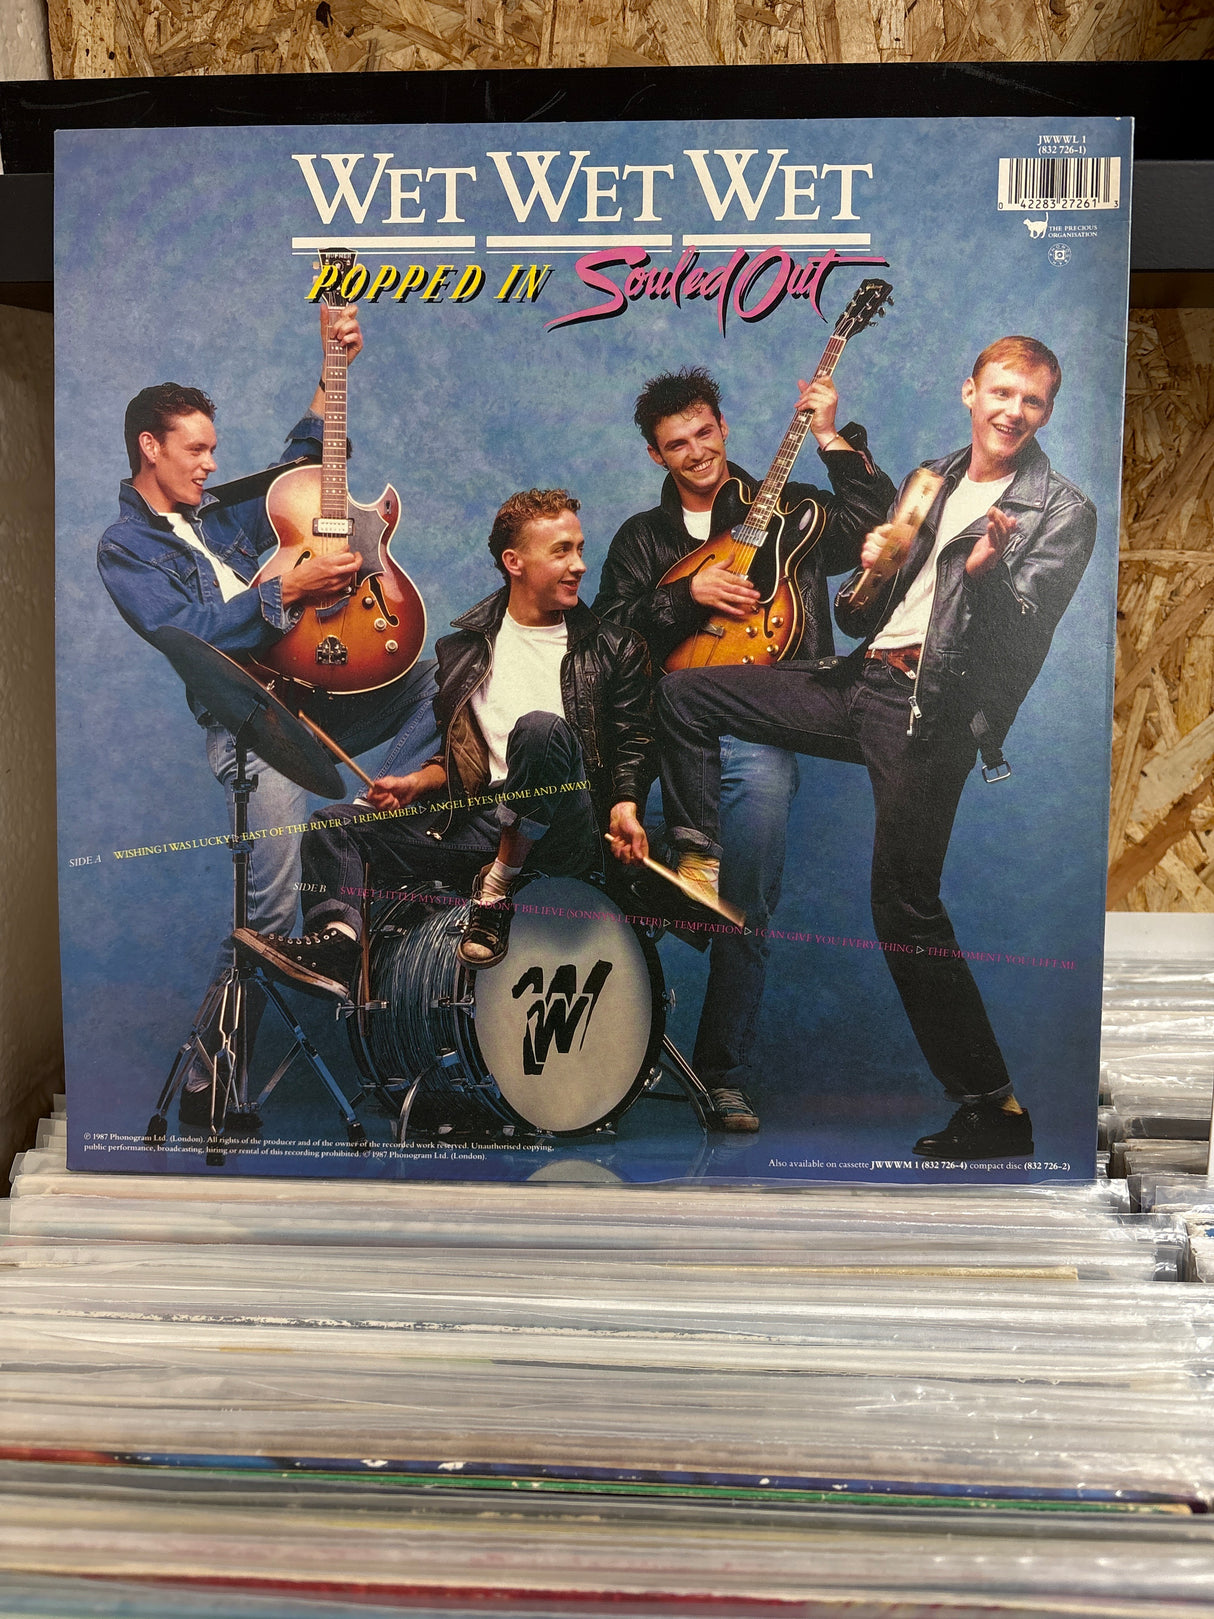 JWWWL 1
(832 726-1)
WET WET WET
0 42283 27261 3
THE PRECIOUS
ORGANISATION
POPPED IN Souled Out
SIDE A WISHING I WAS LUCKY ▷ EAST OF THE RIVER ▷ I REMEMBER ▷ ANGEL EYES (HOME AND AWAY)
SIDE B SWEET LITTLE MYSTERY ▷ I DON'T BELIEVE (SONNY'S LETTER) ▷ TEMPTATION ▷ I CAN GIVE YOU EVERYTHING ▷ THE MOMENT YOU LEFT ME
℗ 1987 Phonogram Ltd. (London). All rights of the producer and of the owner of the recorded work reserved. Unauthorised copying,
public performance, broadcasting, hiring or rental of this recording prohibited. © 1987 Phonogram Ltd. (London).
Also available on cassette JWWWM 1 (832 726-4) compact disc (832 726-2)